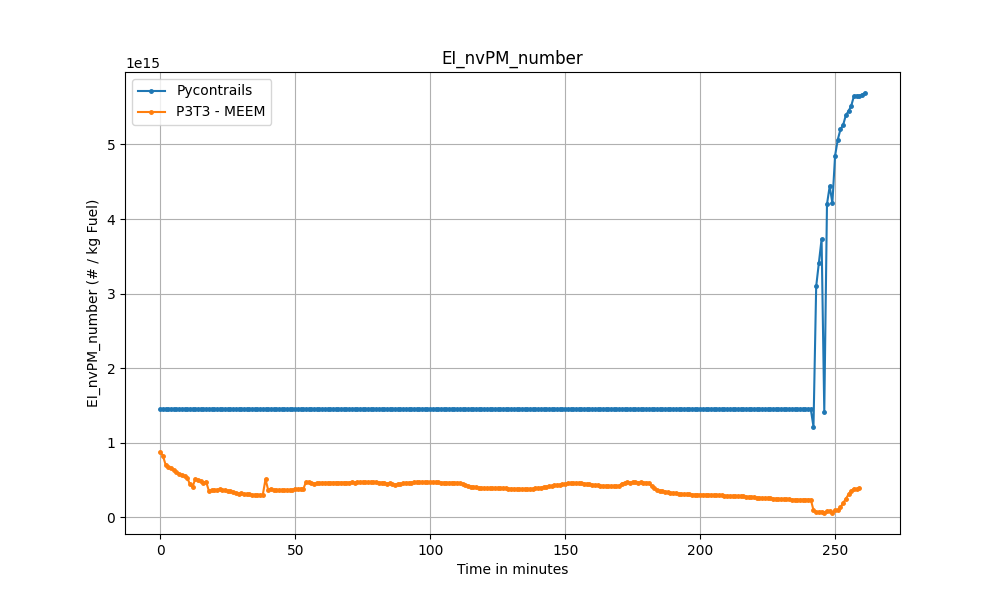 EI_nvPM_number
1e15
Pycontrails
P3T3 - MEEM
5
4
3
2
1
0
EI_nvPM_number (# / kg Fuel)
0 50 100 150 200 250
Time in minutes